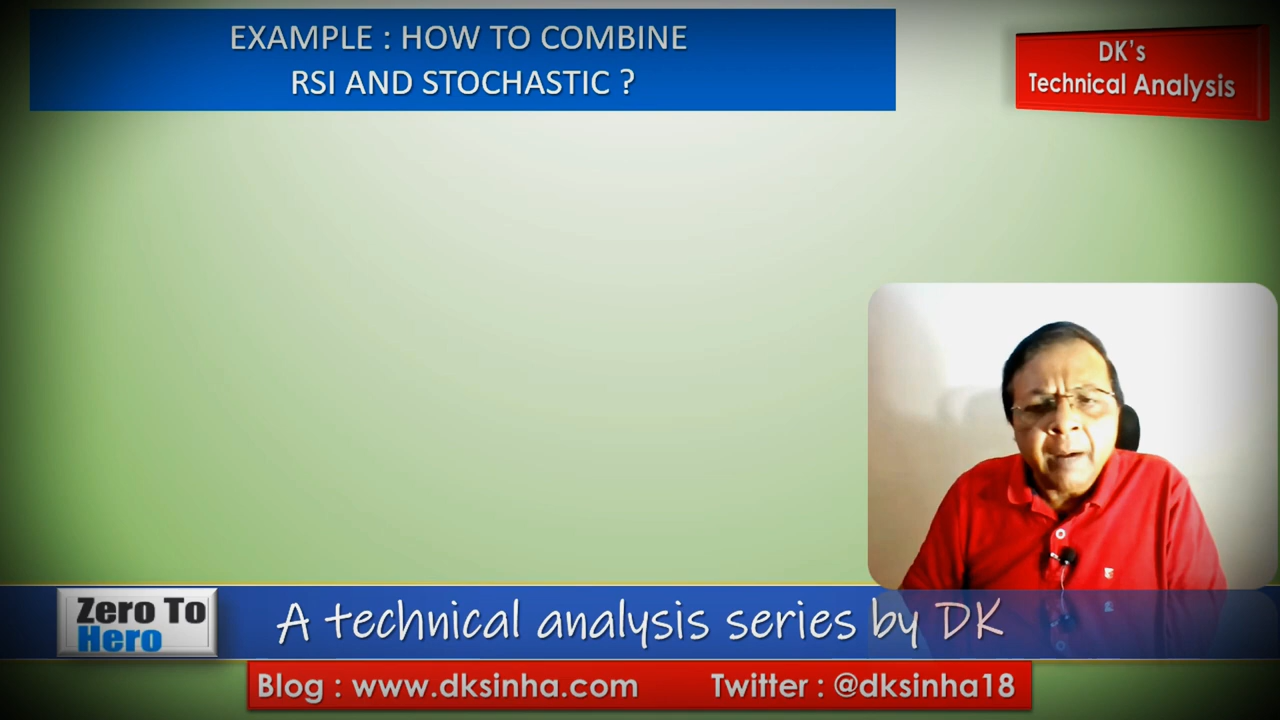 EXAMPLE : HOW TO COMBINE
RSI AND STOCHASTIC ?
DK's
Technical Analysis
Zero To
Hero
A technical analysis series by DK
Blog : www.dksinha.com Twitter : @dksinha18